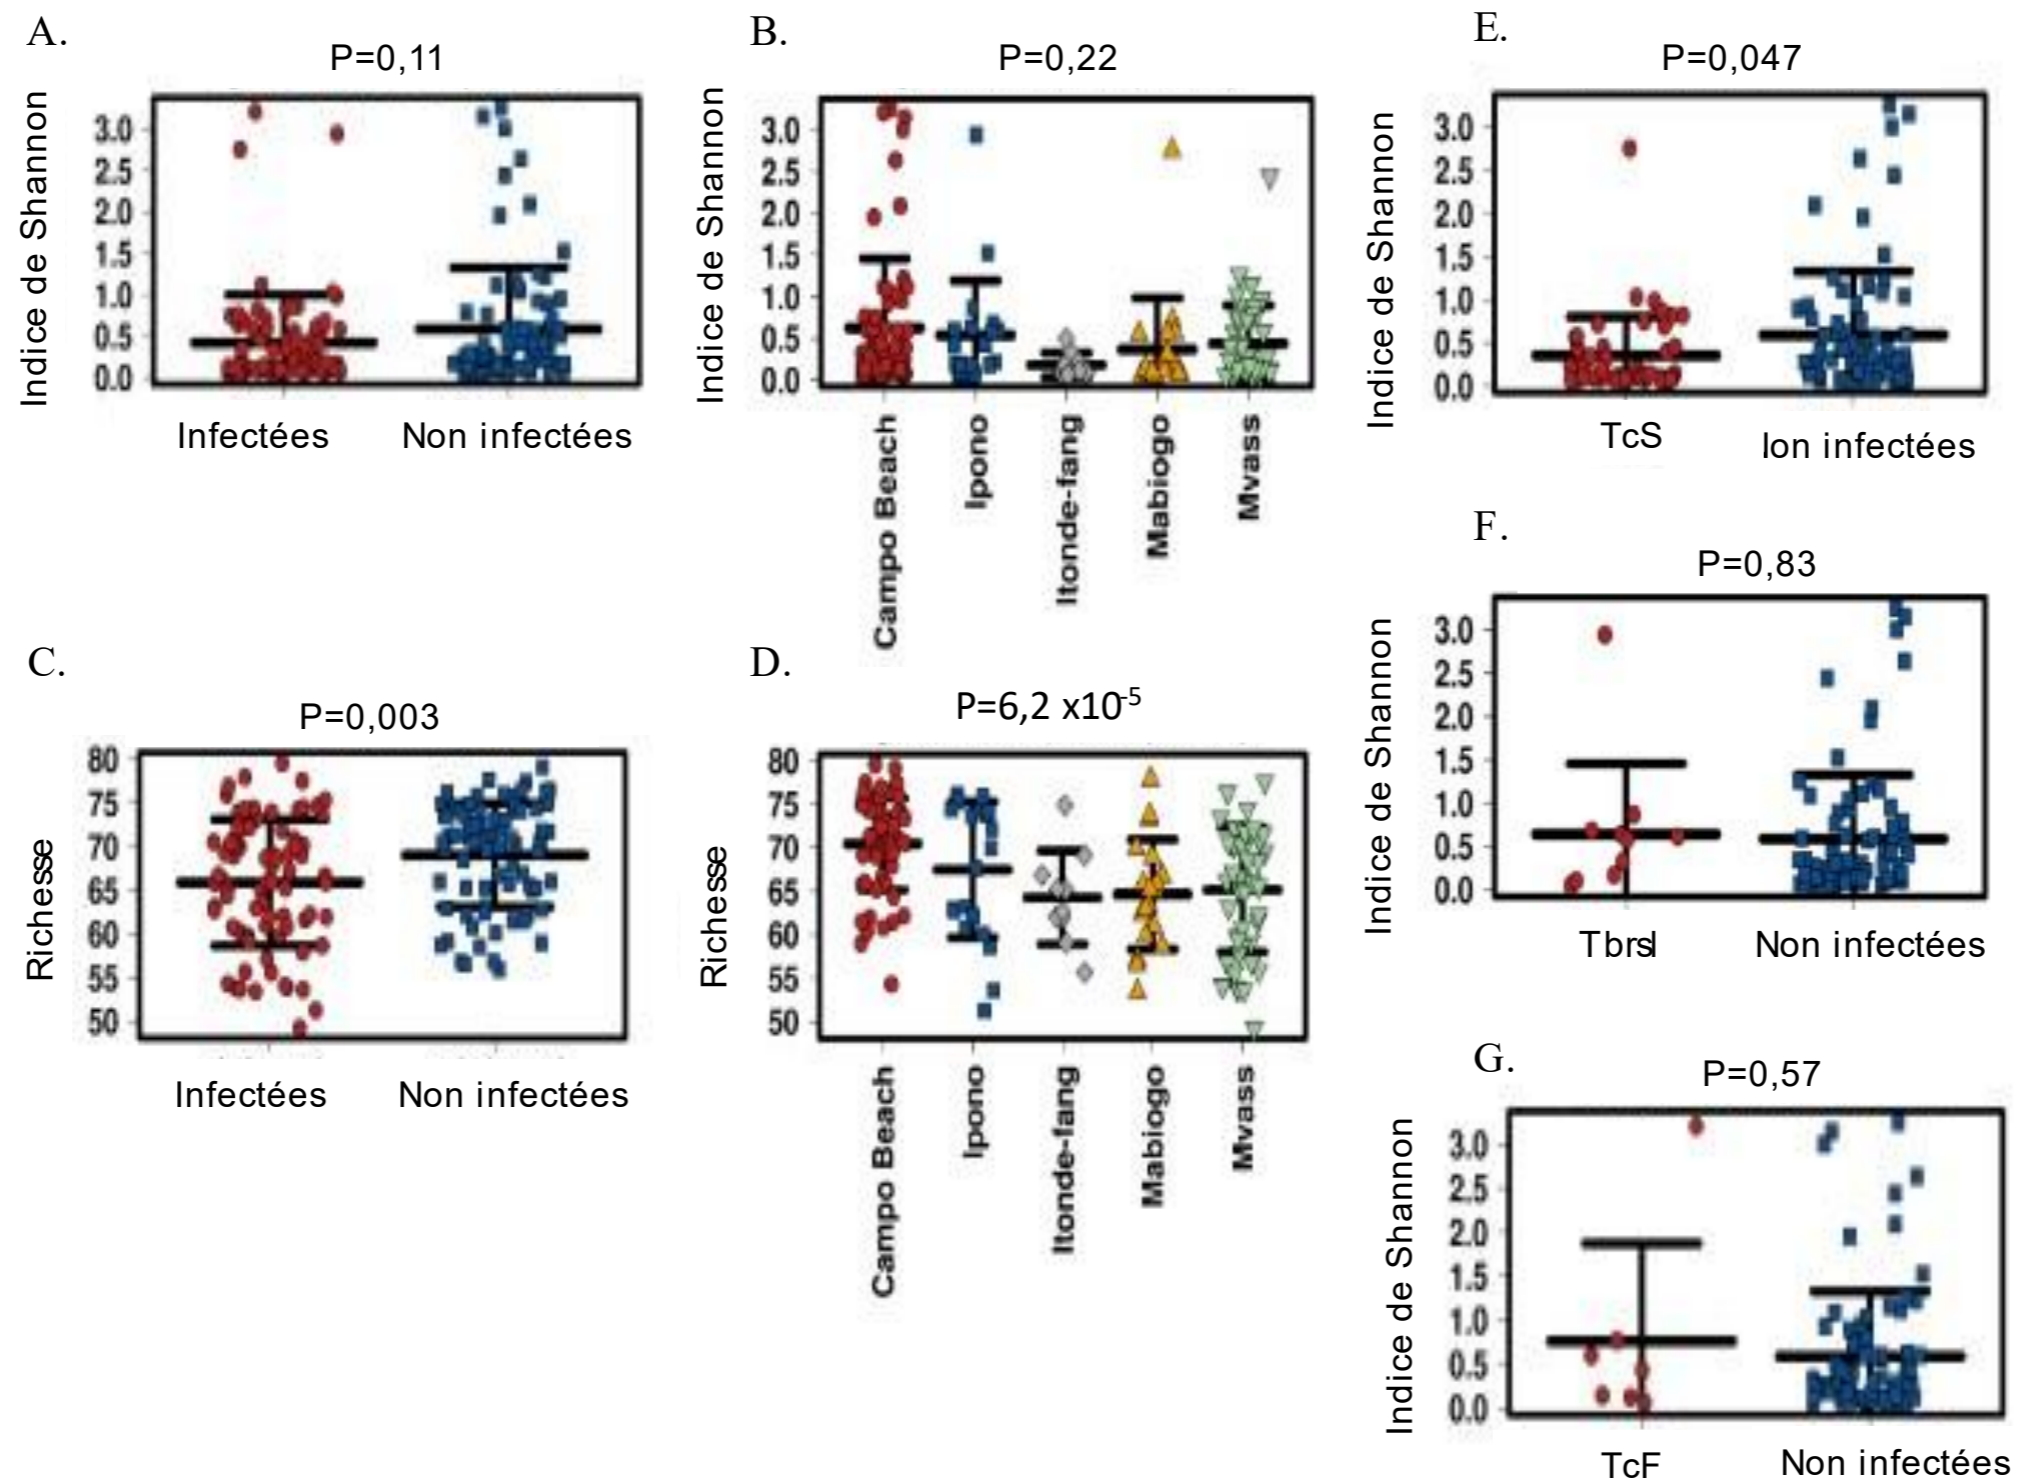 A.
P=0,11
Indice de Shannon
3.0
2.5
2.0
1.5
1.0
0.5
0.0
Infectées
Non infectées
B.
P=0,22
Indice de Shannon
3.0
2.5
2.0
1.5
1.0
0.5
0.0
Campo Beach
Ipono
Itonde-fang
Mabiogo
Mvass
E.
P=0,047
Indice de Shannon
3.0
2.5
2.0
1.5
1.0
0.5
0.0
TcS
Ion infectées
F.
P=0,83
Indice de Shannon
3.0
2.5
2.0
1.5
1.0
0.5
0.0
Tbrsl
Non infectées
C.
P=0,003
Richesse
80
75
70
65
60
55
50
Infectées
Non infectées
D.
P=6,2 x10⁻⁵
Richesse
80
75
70
65
60
55
50
Campo Beach
Ipono
Itonde-fang
Mabiogo
Mvass
G.
P=0,57
Indice de Shannon
3.0
2.5
2.0
1.5
1.0
0.5
0.0
TcF
Non infectées